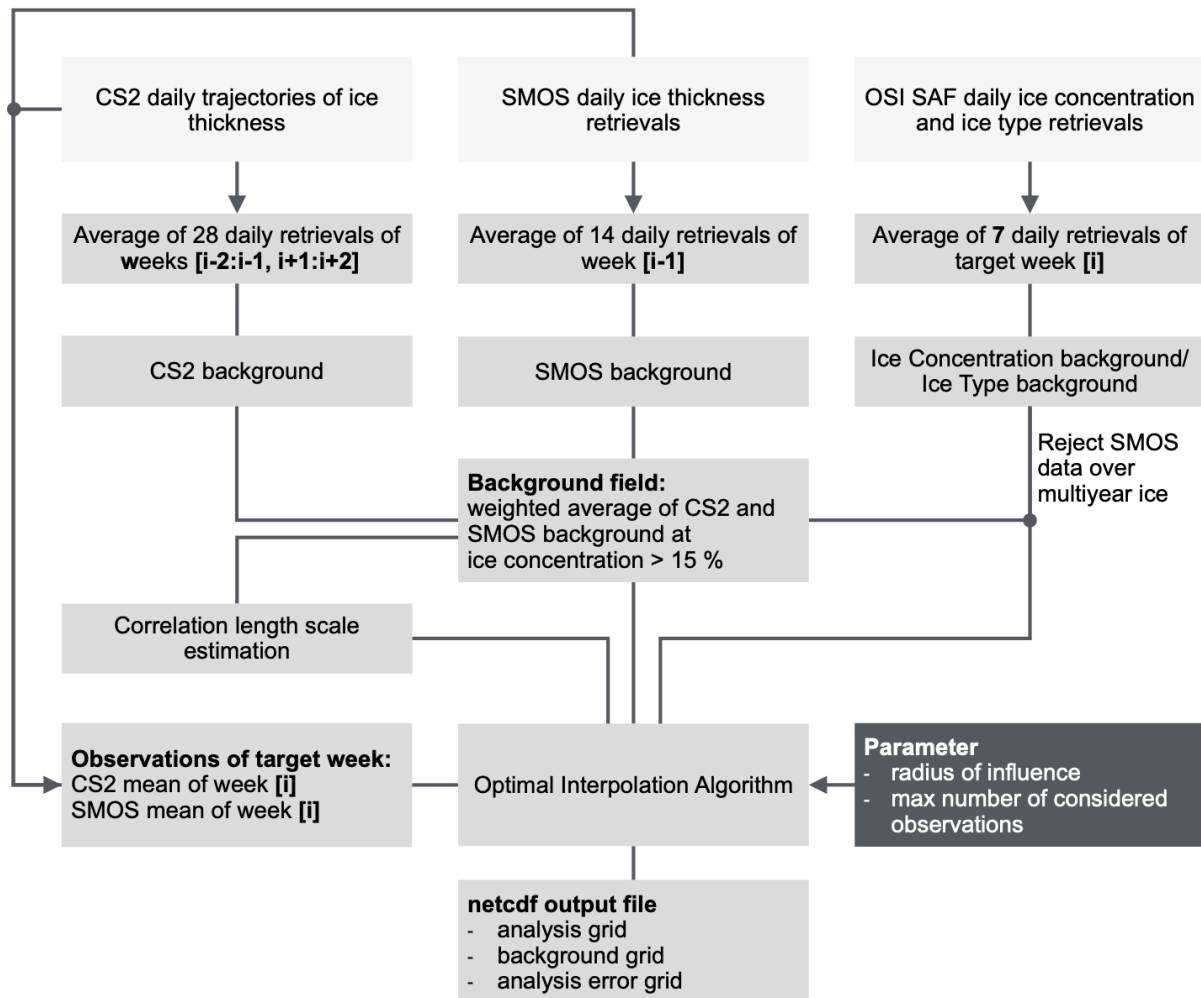 CS2 daily trajectories of ice
thickness
SMOS daily ice thickness
retrievals
OSI SAF daily ice concentration
and ice type retrievals
Average of 28 daily retrievals of
weeks [i-2:i-1, i+1:i+2]
Average of 14 daily retrievals of
week [i-1]
Average of 7 daily retrievals of
target week [i]
CS2 background
SMOS background
Ice Concentration background/
Ice Type background
Reject SMOS
data over
multiyear ice
Background field:
weighted average of CS2 and
SMOS background at
ice concentration > 15 %
Correlation length scale
estimation
Observations of target week:
CS2 mean of week [i]
SMOS mean of week [i]
Optimal Interpolation Algorithm
Parameter
- radius of influence
- max number of considered
observations
netcdf output file
- analysis grid
- background grid
- analysis error grid